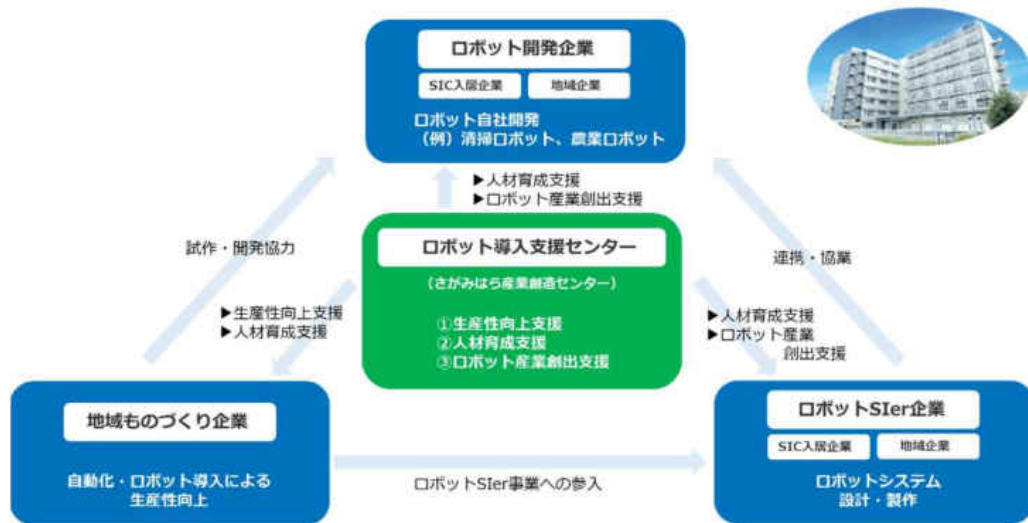 ロボット開発企業
SIC入居企業
地域企業
ロボット自社開発
（例）清掃ロボット、農業ロボット
▶人材育成支援
▶ロボット産業創出支援
試作・開発協力
ロボット導入支援センター
（さがみはら産業創造センター）
①生産性向上支援
②人材育成支援
③ロボット産業創出支援
連携・協業
▶生産性向上支援
▶人材育成支援
▶人材育成支援
▶ロボット産業
創出支援
地域ものづくり企業
自動化・ロボット導入による
生産性向上
ロボットSIer事業への参入
ロボットSIer企業
SIC入居企業
地域企業
ロボットシステム
設計・製作